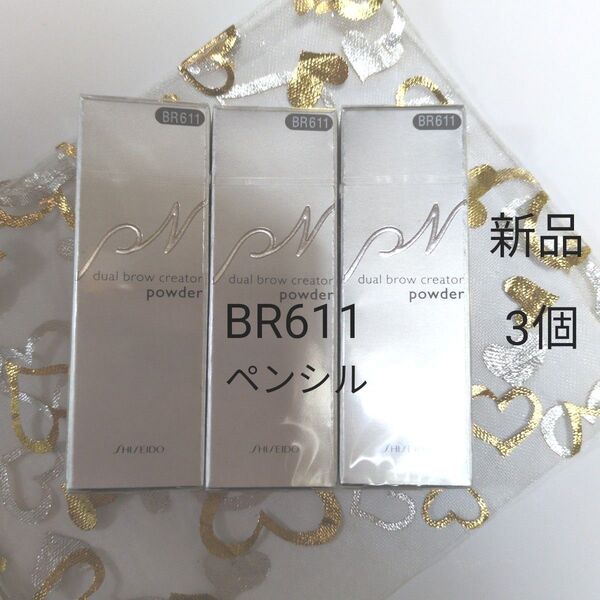 BR611
BR611
BR611
pN
dual brow creator
powder
pN
dual brow creator
powder
pN
dual brow creator
powder
新品
3個
BR611
ペンシル
SHISEIDO
SHISEIDO
SHISEIDO